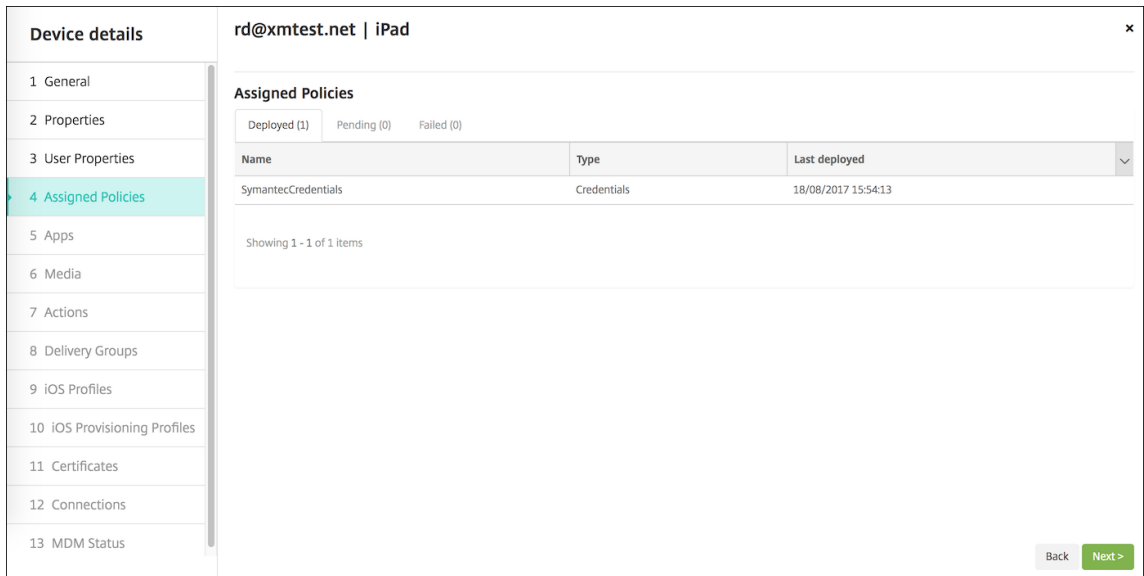 Device details
1 General
2 Properties
3 User Properties
4 Assigned Policies
5 Apps
6 Media
7 Actions
8 Delivery Groups
9 iOS Profiles
10 iOS Provisioning Profiles
11 Certificates
12 Connections
13 MDM Status
rd@xmtest.net | iPad
×
Assigned Policies
Deployed (1) Pending (0) Failed (0)
Name Type Last deployed
SymantecCredentials Credentials 18/08/2017 15:54:13
Showing 1 - 1 of 1 items
Back Next >